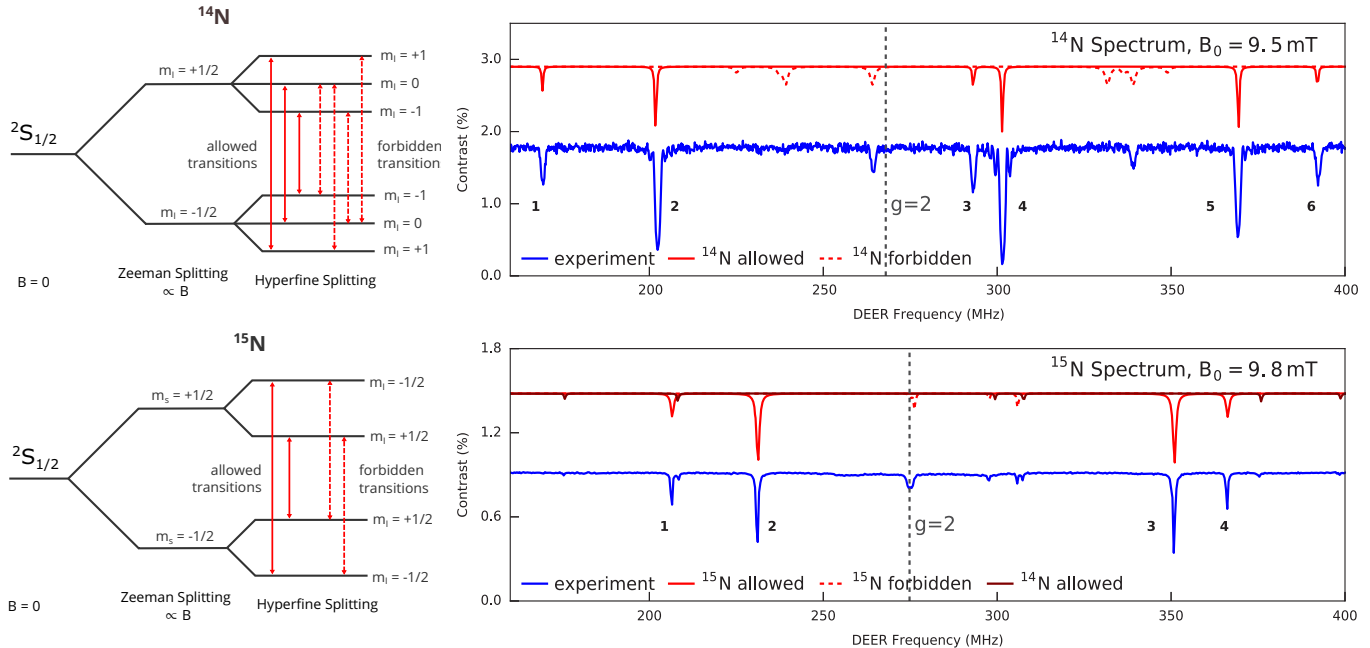 ¹⁴N
²S₁/₂
mᵢ = +1/2
mᵢ = -1/2
mᵢ = +1
mᵢ = 0
mᵢ = -1
mᵢ = -1
mᵢ = 0
mᵢ = +1
allowed
transitions
forbidden
transition
B = 0
Zeeman Splitting
∝ B
Hyperfine Splitting
¹⁴N Spectrum, B₀ = 9.5 mT
Contrast (%)
3.0
2.0
1.0
0.0
1
2
g=2
3
4
5
6
experiment
¹⁴N allowed
¹⁴N forbidden
200
250
300
350
400
DEER Frequency (MHz)
¹⁵N
²S₁/₂
mₛ = +1/2
mₛ = -1/2
mᵢ = -1/2
mᵢ = +1/2
mᵢ = +1/2
mᵢ = -1/2
allowed
transitions
forbidden
transitions
B = 0
Zeeman Splitting
∝ B
Hyperfine Splitting
¹⁵N Spectrum, B₀ = 9.8 mT
Contrast (%)
1.8
1.2
0.6
0.0
1
2
g=2
3
4
experiment
¹⁵N allowed
¹⁵N forbidden
¹⁴N allowed
200
250
300
350
400
DEER Frequency (MHz)